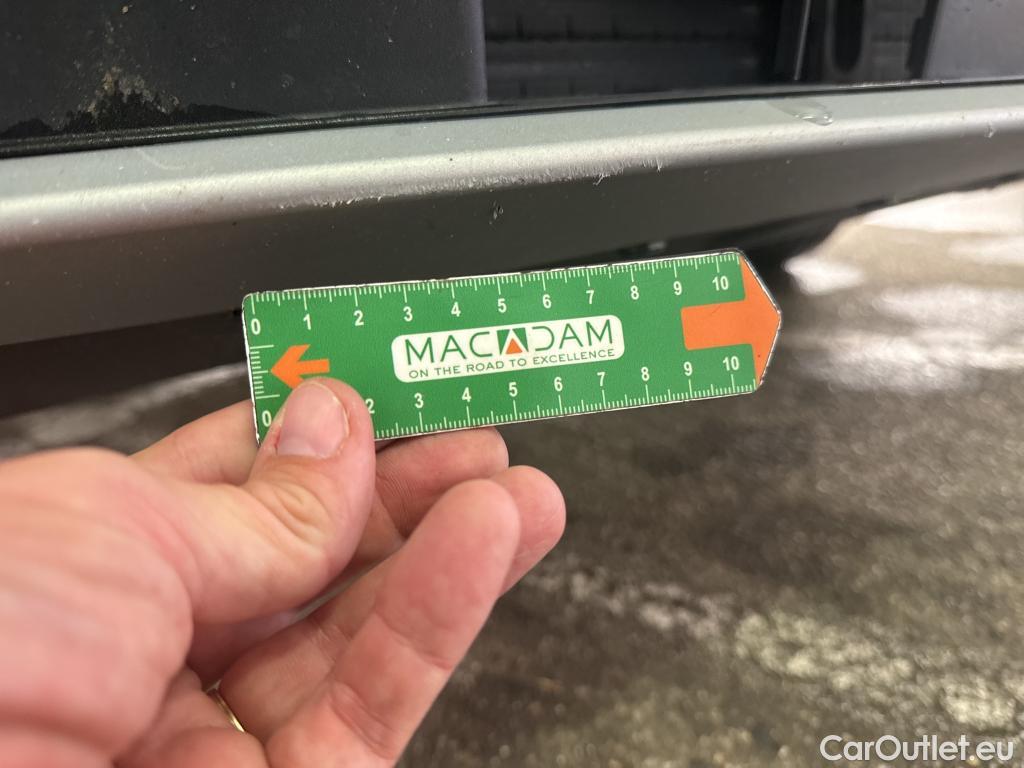 0 1 2 3 4 5 6 7 8 9 10
MACADAM
ON THE ROAD TO EXCELLENCE
0 2 3 4 5 6 7 8 9 10
CarOutlet.eu